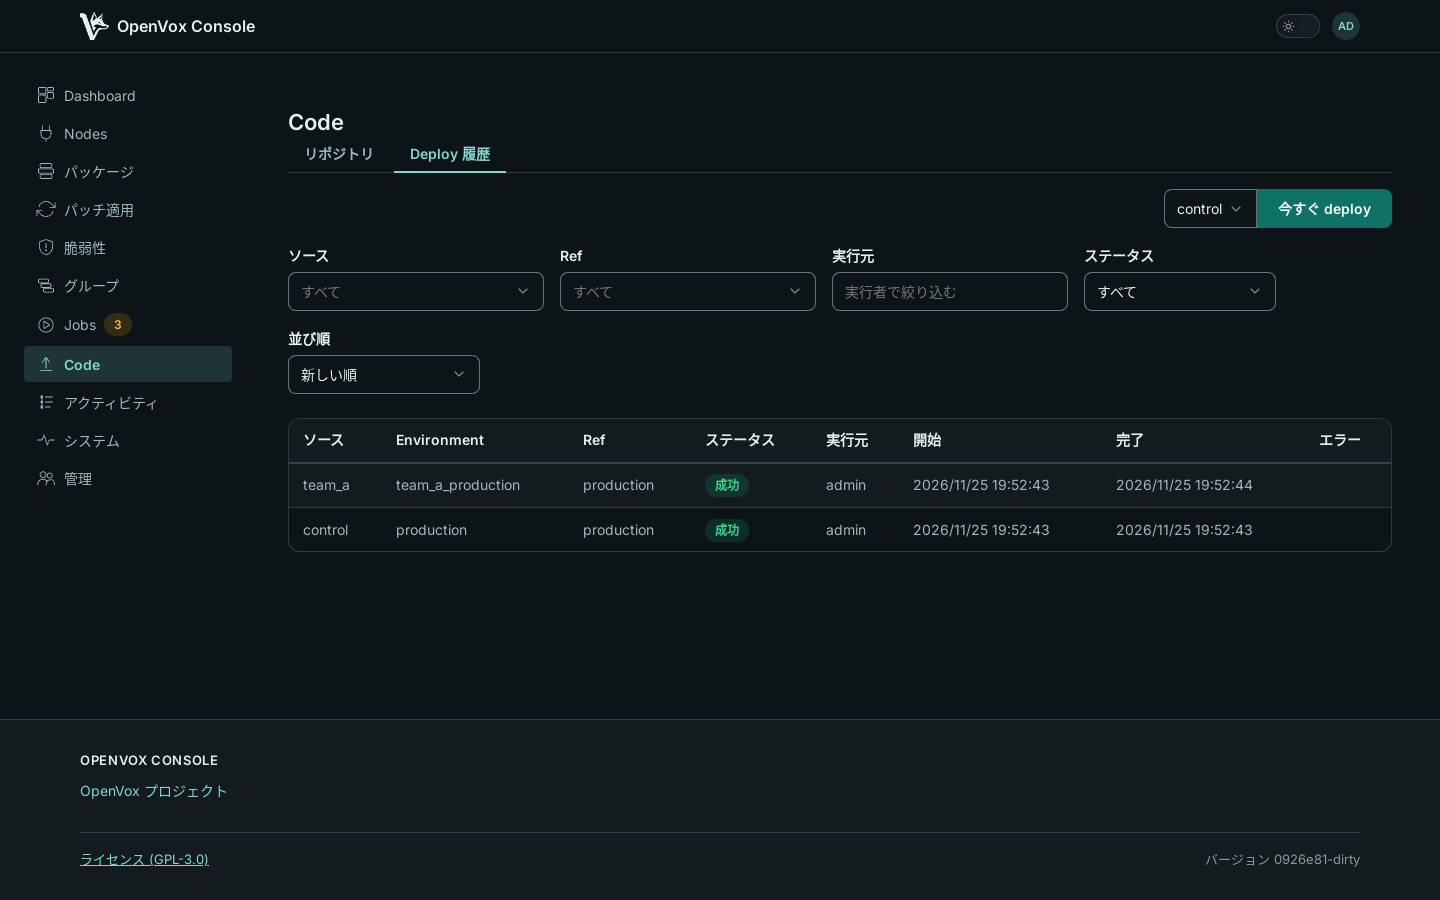 OpenVox Console
AD
Dashboard
Nodes
パッケージ
パッチ適用
脆弱性
グループ
Jobs 3
Code
アクティビティ
システム
管理
Code
リポジトリ
Deploy 履歴
control
今すぐ deploy
ソース
Ref
実行元
ステータス
すべて
すべて
実行者で絞り込む
すべて
並び順
新しい順
ソース Environment Ref ステータス 実行元 開始 完了 エラー
team_a team_a_production production 成功 admin 2026/11/25 19:52:43 2026/11/25 19:52:44
control production production 成功 admin 2026/11/25 19:52:43 2026/11/25 19:52:43
OPENVOX CONSOLE
OpenVox プロジェクト
ライセンス (GPL-3.0)
バージョン 0926e81-dirty